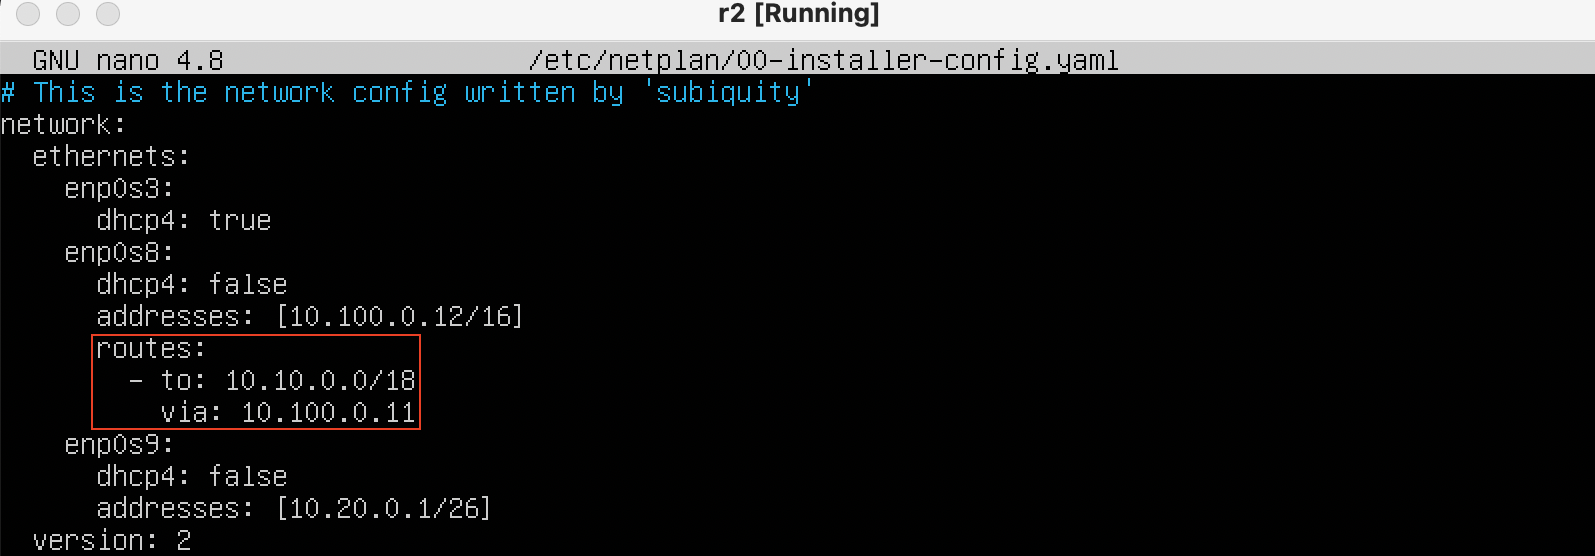 r2 [Running]
GNU nano 4.8 /etc/netplan/00-installer-config.yaml
# This is the network config written by 'subiquity'
network:
  ethernets:
    enp0s3:
      dhcp4: true
    enp0s8:
      dhcp4: false
      addresses: [10.100.0.12/16]
      routes:
        - to: 10.10.0.0/18
          via: 10.100.0.11
    enp0s9:
      dhcp4: false
      addresses: [10.20.0.1/26]
  version: 2